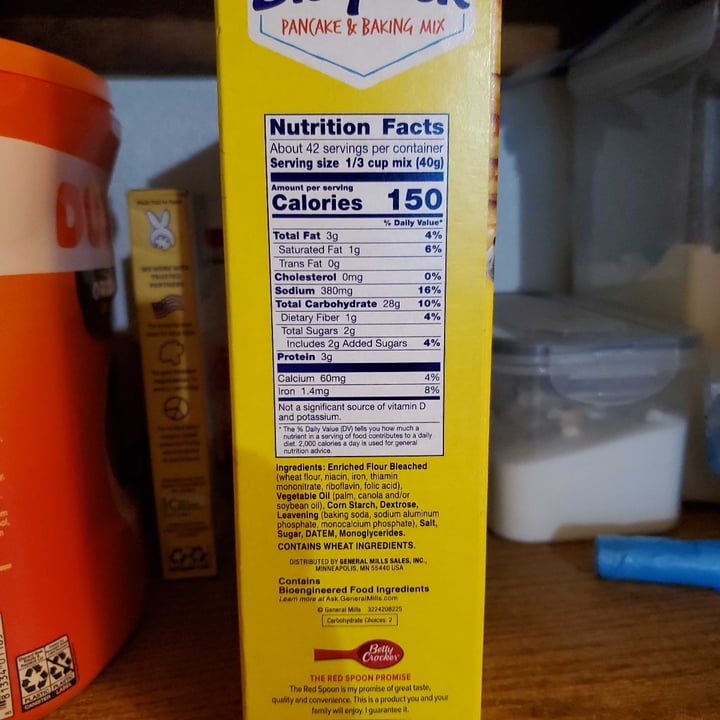 PANCAKE & BAKING MIX
Nutrition Facts
About 42 servings per container
Serving size 1/3 cup mix (40g)
Amount per serving
Calories 150
% Daily Value*
Total Fat 3g 4%
Saturated Fat 1g 6%
Trans Fat 0g
Cholesterol 0mg 0%
Sodium 380mg 16%
Total Carbohydrate 28g 10%
Dietary Fiber 1g 4%
Total Sugars 2g
Includes 2g Added Sugars 4%
Protein 3g
Calcium 60mg 4%
Iron 1.4mg 8%
Not a significant source of vitamin D
and potassium.
* The % Daily Value (DV) tells you how much a
nutrient in a serving of food contributes to a daily
diet. 2,000 calories a day is used for general
nutrition advice.
Ingredients: Enriched Flour Bleached
(wheat flour, niacin, iron, thiamin
mononitrate, riboflavin, folic acid),
Vegetable Oil (palm, canola and/or
soybean oil), Corn Starch, Dextrose,
Leavening (baking soda, sodium aluminum
phosphate, monocalcium phosphate), Salt,
Sugar, DATEM, Monoglycerides.
CONTAINS WHEAT INGREDIENTS.
DISTRIBUTED BY GENERAL MILLS SALES, INC.,
MINNEAPOLIS, MN 55440 USA
Contains
Bioengineered Food Ingredients
Learn more at Ask.GeneralMills.com
© General Mills 3224208225
Carbohydrate Choices 2
Betty
Crocker
THE RED SPOON PROMISE
The Red Spoon is my promise of great taste,
quality and convenience. This is a product you and your
family will enjoy. I guarantee it.